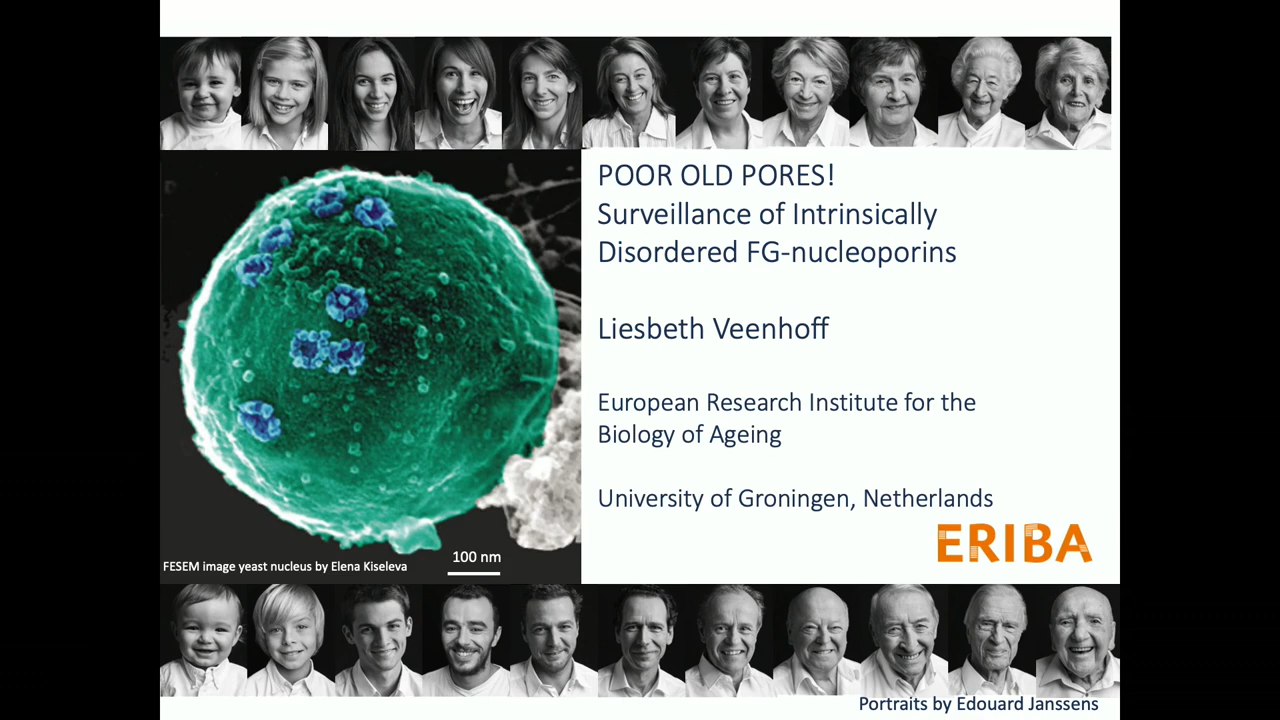 POOR OLD PORES!
Surveillance of Intrinsically
Disordered FG-nucleoporins
Liesbeth Veenhoff
European Research Institute for the
Biology of Ageing
University of Groningen, Netherlands
ERIBA
100 nm
FESEM image yeast nucleus by Elena Kiseleva
Portraits by Edouard Janssens